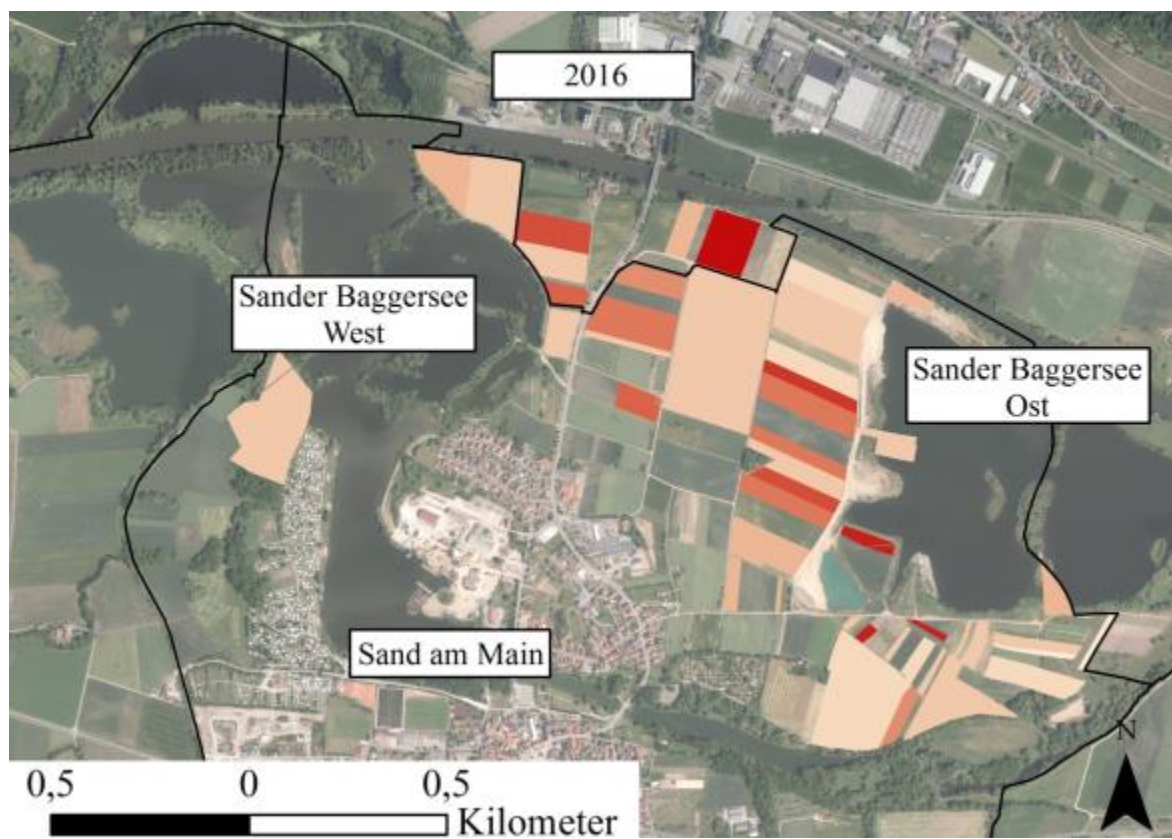 2016
Sander Baggersee
West
Sander Baggersee
Ost
Sand am Main
N
0,5 0 0,5
Kilometer